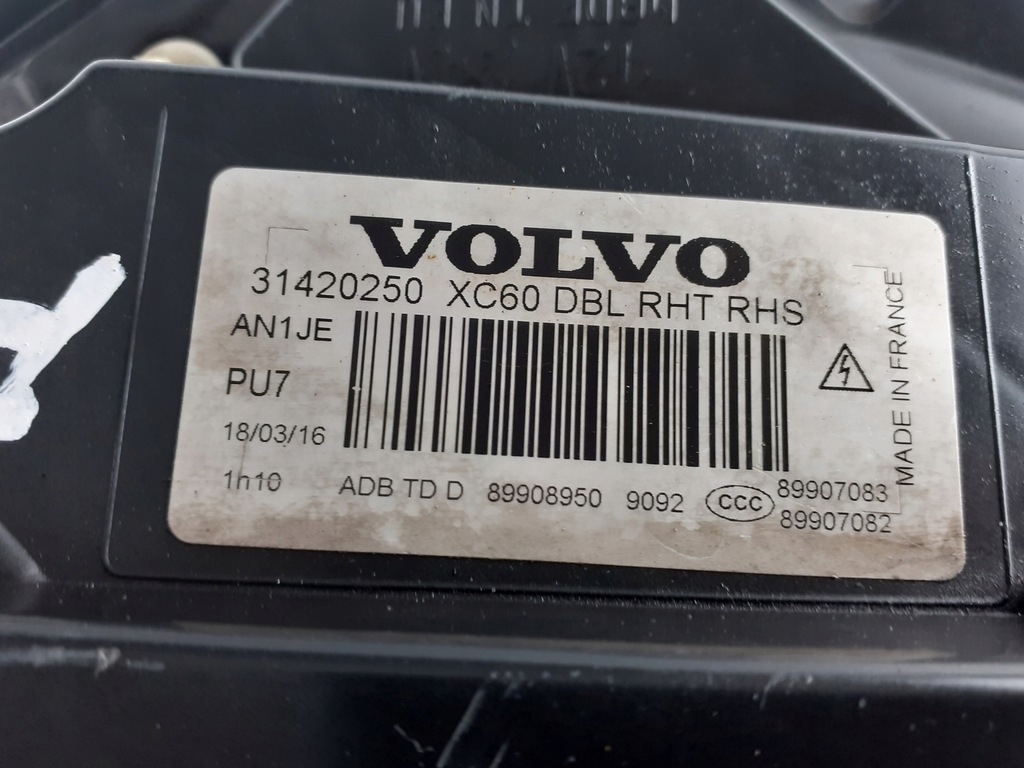 VOLVO
31420250 XC60 DBL RHT RHS
AN1JE
PU7
18/03/16
1h10 ADB TD D 89908950 9092 CCC 89907083
89907082
MADE IN FRANCE